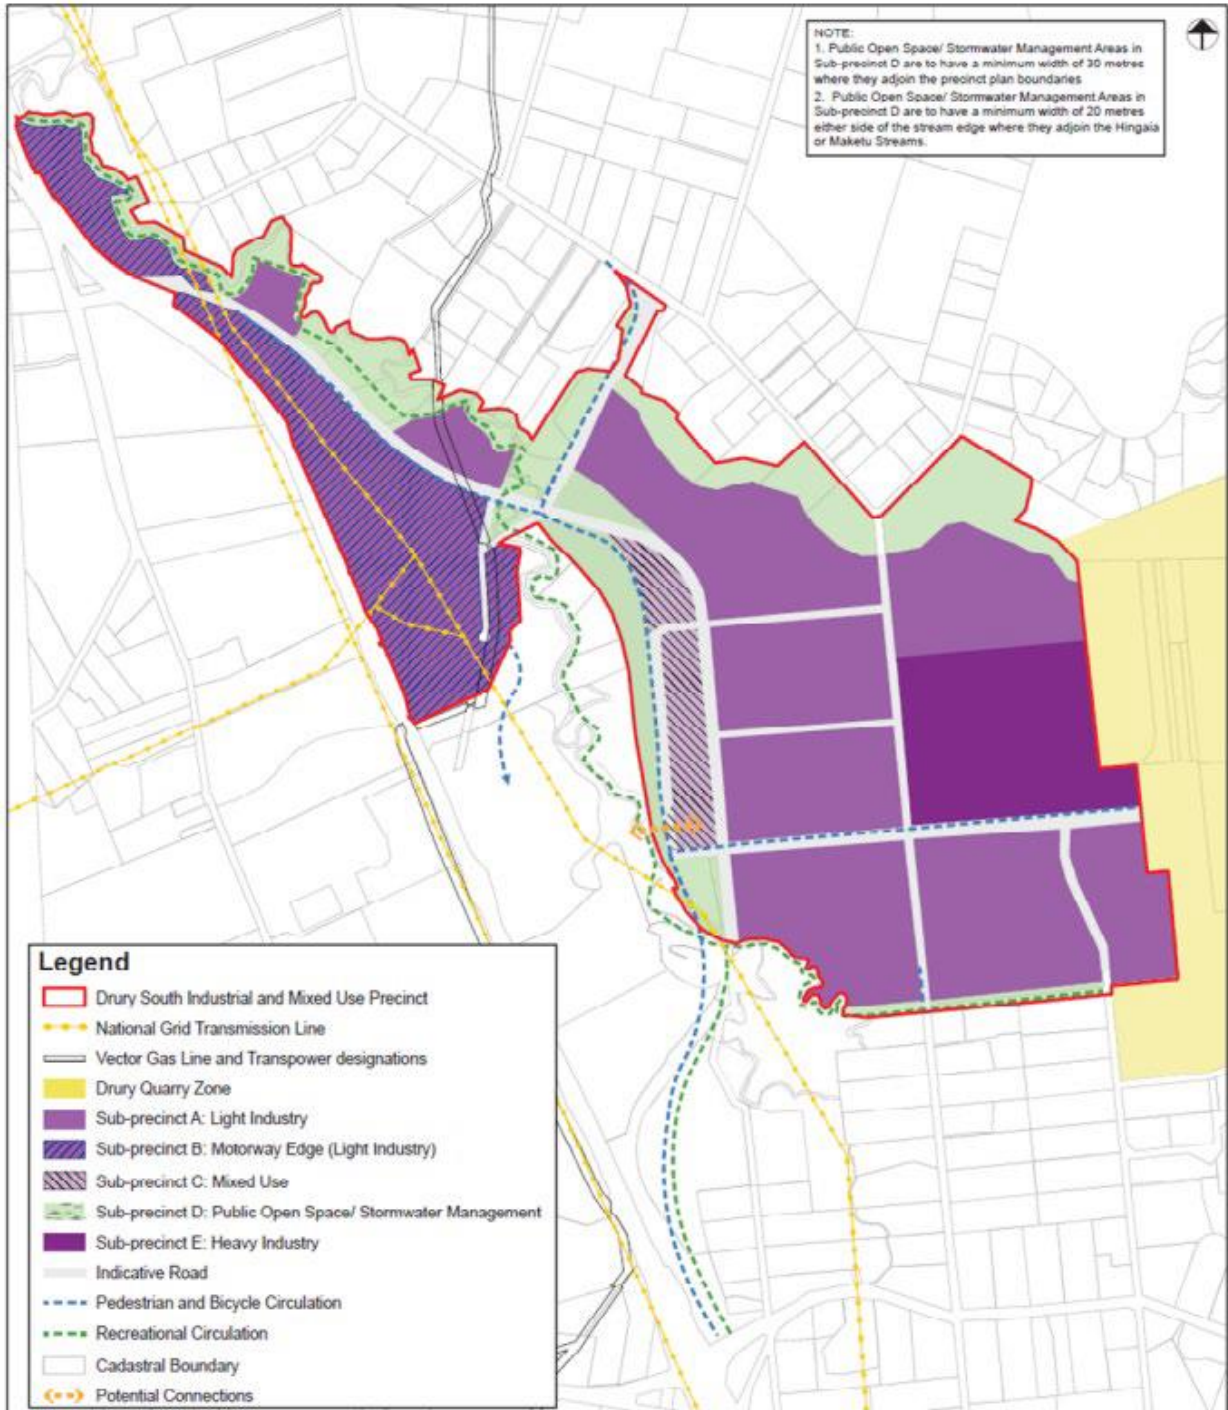 NOTE:
1. Public Open Space/ Stormwater Management Areas in
Sub-precinct D are to have a minimum width of 30 metres
where they adjoin the precinct plan boundaries
2. Public Open Space/ Stormwater Management Areas in
Sub-precinct D are to have a minimum width of 20 metres
either side of the stream edge where they adjoin the Hingaia
or Maketu Streams.
Legend
Drury South Industrial and Mixed Use Precinct
National Grid Transmission Line
Vector Gas Line and Transpower designations
Drury Quarry Zone
Sub-precinct A: Light Industry
Sub-precinct B: Motorway Edge (Light Industry)
Sub-precinct C: Mixed Use
Sub-precinct D: Public Open Space/ Stormwater Management
Sub-precinct E: Heavy Industry
Indicative Road
Pedestrian and Bicycle Circulation
Recreational Circulation
Cadastral Boundary
Potential Connections